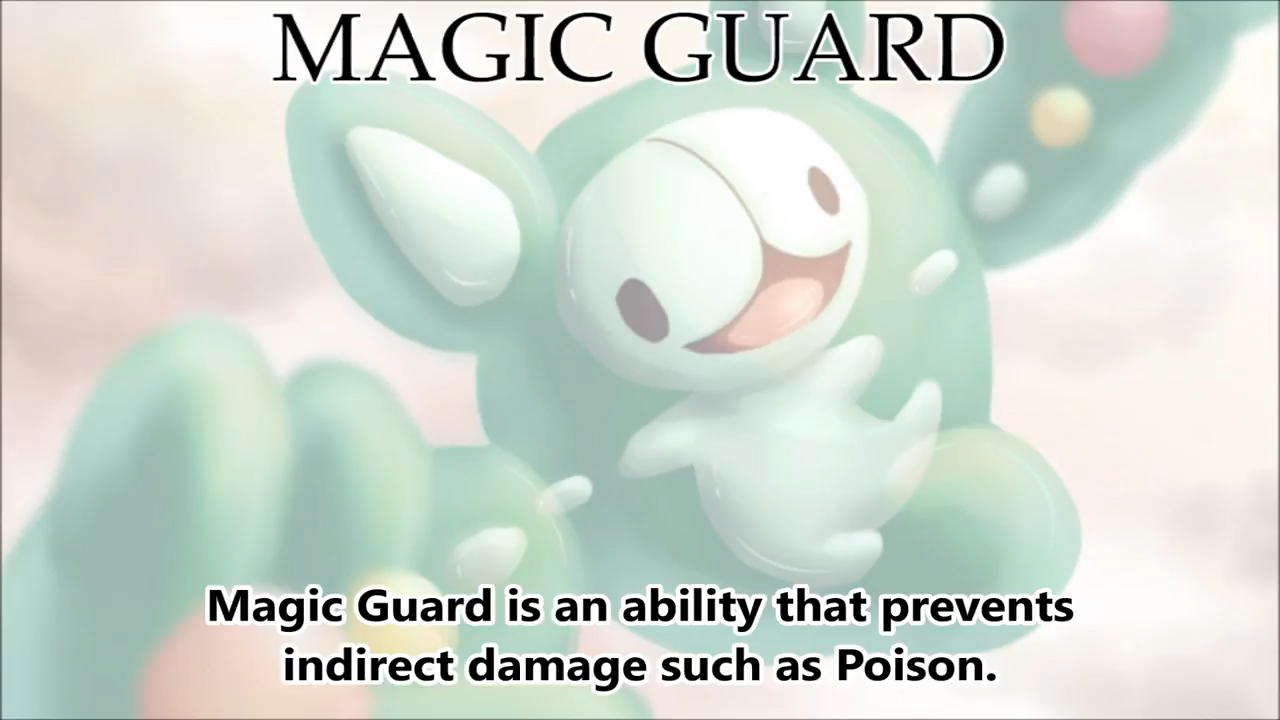 MAGIC GUARD
Magic Guard is an ability that prevents
indirect damage such as Poison.